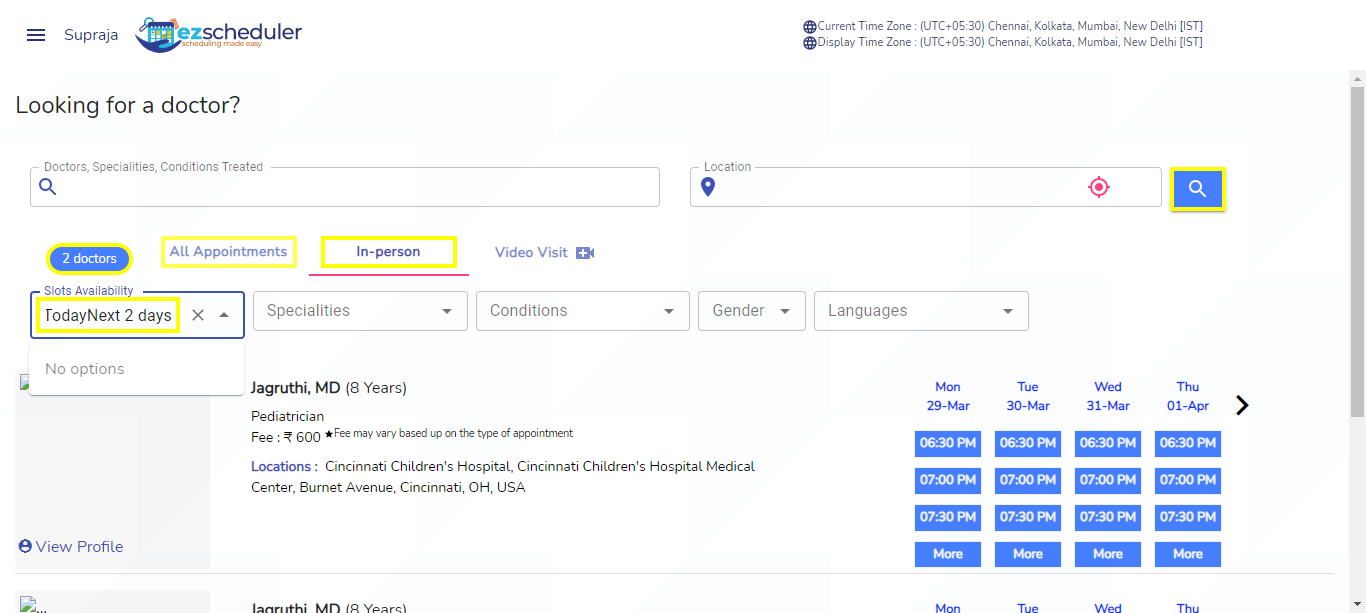 Supraja
ezscheduler
scheduling made easy
Current Time Zone : (UTC+05:30) Chennai, Kolkata, Mumbai, New Delhi [IST]
Display Time Zone : (UTC+05:30) Chennai, Kolkata, Mumbai, New Delhi [IST]
Looking for a doctor?
Doctors, Specialities, Conditions Treated
Location
2 doctors
All Appointments
In-person
Video Visit
Slots Availability
TodayNext 2 days
Specialities
Conditions
Gender
Languages
No options
Jagruthi, MD (8 Years)
Pediatrician
Fee : ₹ 600 ★Fee may vary based up on the type of appointment
Locations : Cincinnati Children's Hospital, Cincinnati Children's Hospital Medical
Center, Burnet Avenue, Cincinnati, OH, USA
View Profile
Mon Tue Wed Thu
29-Mar 30-Mar 31-Mar 01-Apr
06:30 PM 06:30 PM 06:30 PM 06:30 PM
07:00 PM 07:00 PM 07:00 PM 07:00 PM
07:30 PM 07:30 PM 07:30 PM 07:30 PM
More More More More
...
Jagruthi, MD (8 Years)
Mon Tue Wed Thu